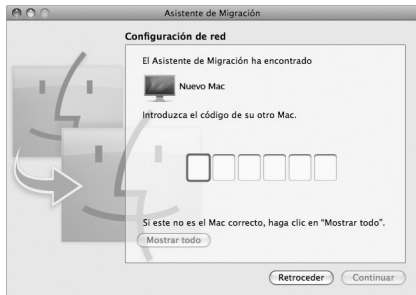 Asistente de Migración
Configuración de red
El Asistente de Migración ha encontrado
Nuevo Mac
Introduzca el código de su otro Mac.
Si este no es el Mac correcto, haga clic en “Mostrar todo”.
Mostrar todo
Retroceder
Continuar